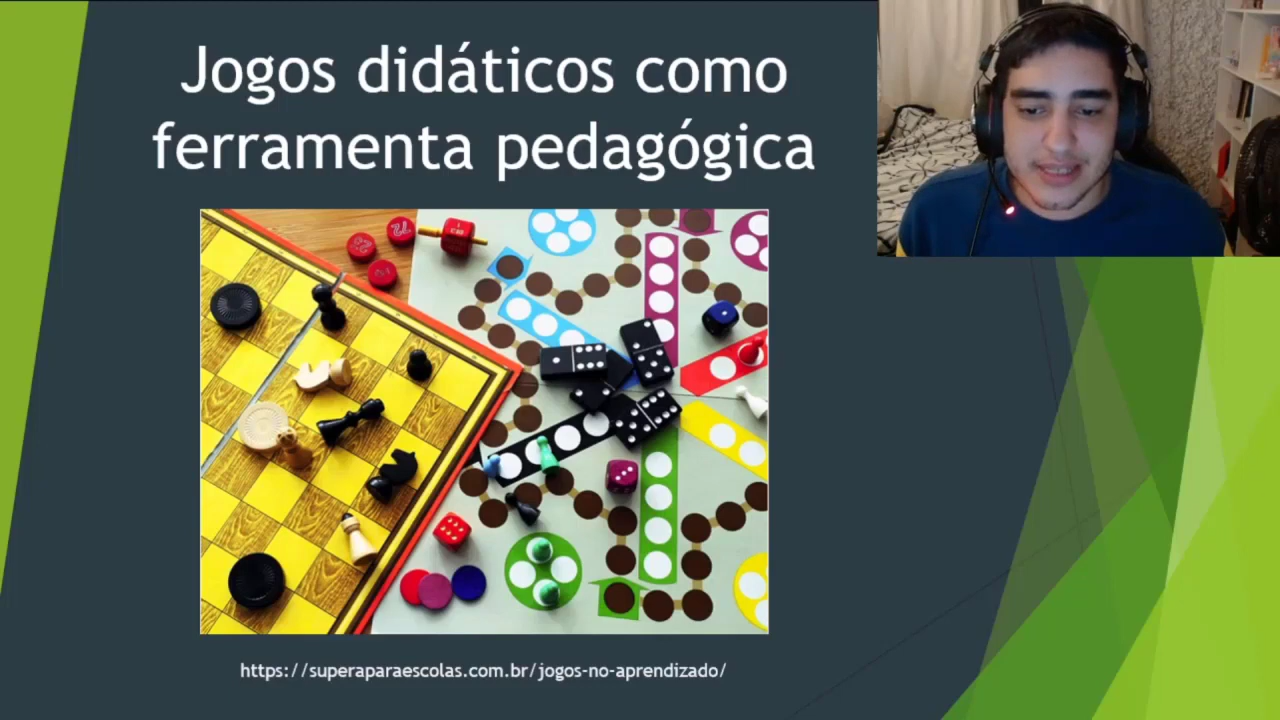 Jogos didáticos como
ferramenta pedagógica
https://superaparaescolas.com.br/jogos-no-aprendizado/